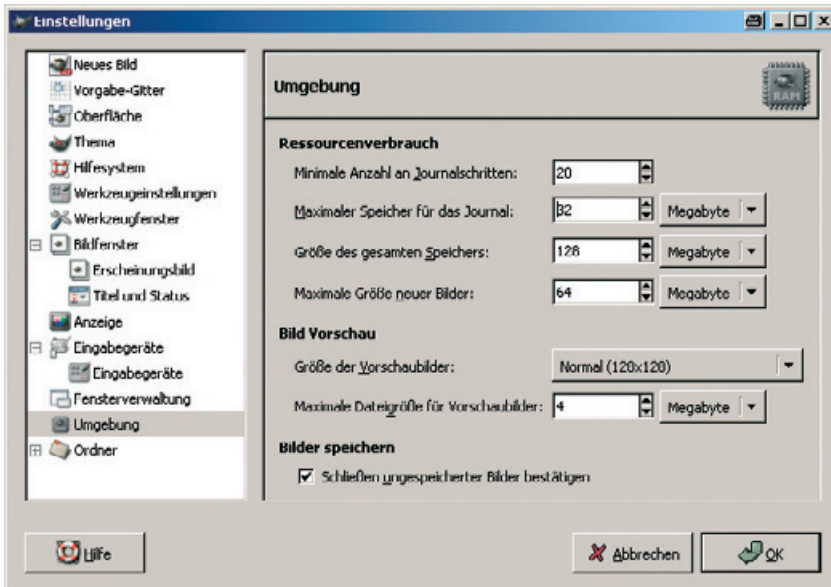 Einstellungen
Neues Bild
Vorgabe-Gitter
Oberfläche
Thema
Hilfesystem
Werkzeugeinstellungen
Werkzeugfenster
Bildfenster
Erscheinungsbild
Titel und Status
Anzeige
Eingabegeräte
Eingabegeräte
Fensterverwaltung
Umgebung
Ordner
Umgebung
RAM
Ressourcenverbrauch
Minimale Anzahl an Journalschritten: 20
Maximaler Speicher für das Journal: 32 Megabyte
Größe des gesamten Speichers: 128 Megabyte
Maximale Größe neuer Bilder: 64 Megabyte
Bild Vorschau
Größe der Vorschaubilder: Normal (120x120)
Maximale Dateigröße für Vorschaubilder: 4 Megabyte
Bilder speichern
Schließen ungespeicherter Bilder bestätigen
Hilfe
Abbrechen
OK